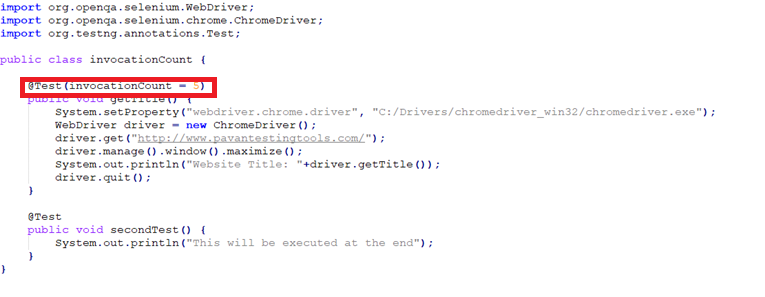 import org.openqa.selenium.WebDriver;
import org.openqa.selenium.chrome.ChromeDriver;
import org.testng.annotations.Test;
public class invocationCount {
@Test(invocationCount = 5)
public void getTitle() {
System.setProperty("webdriver.chrome.driver", "C:/Drivers/chromedriver_win32/chromedriver.exe");
WebDriver driver = new ChromeDriver();
driver.get("http://www.pavantestingtools.com/");
driver.manage().window().maximize();
System.out.println("Website Title: "+driver.getTitle());
driver.quit();
}
@Test
public void secondTest() {
System.out.println("This will be executed at the end");
}
}